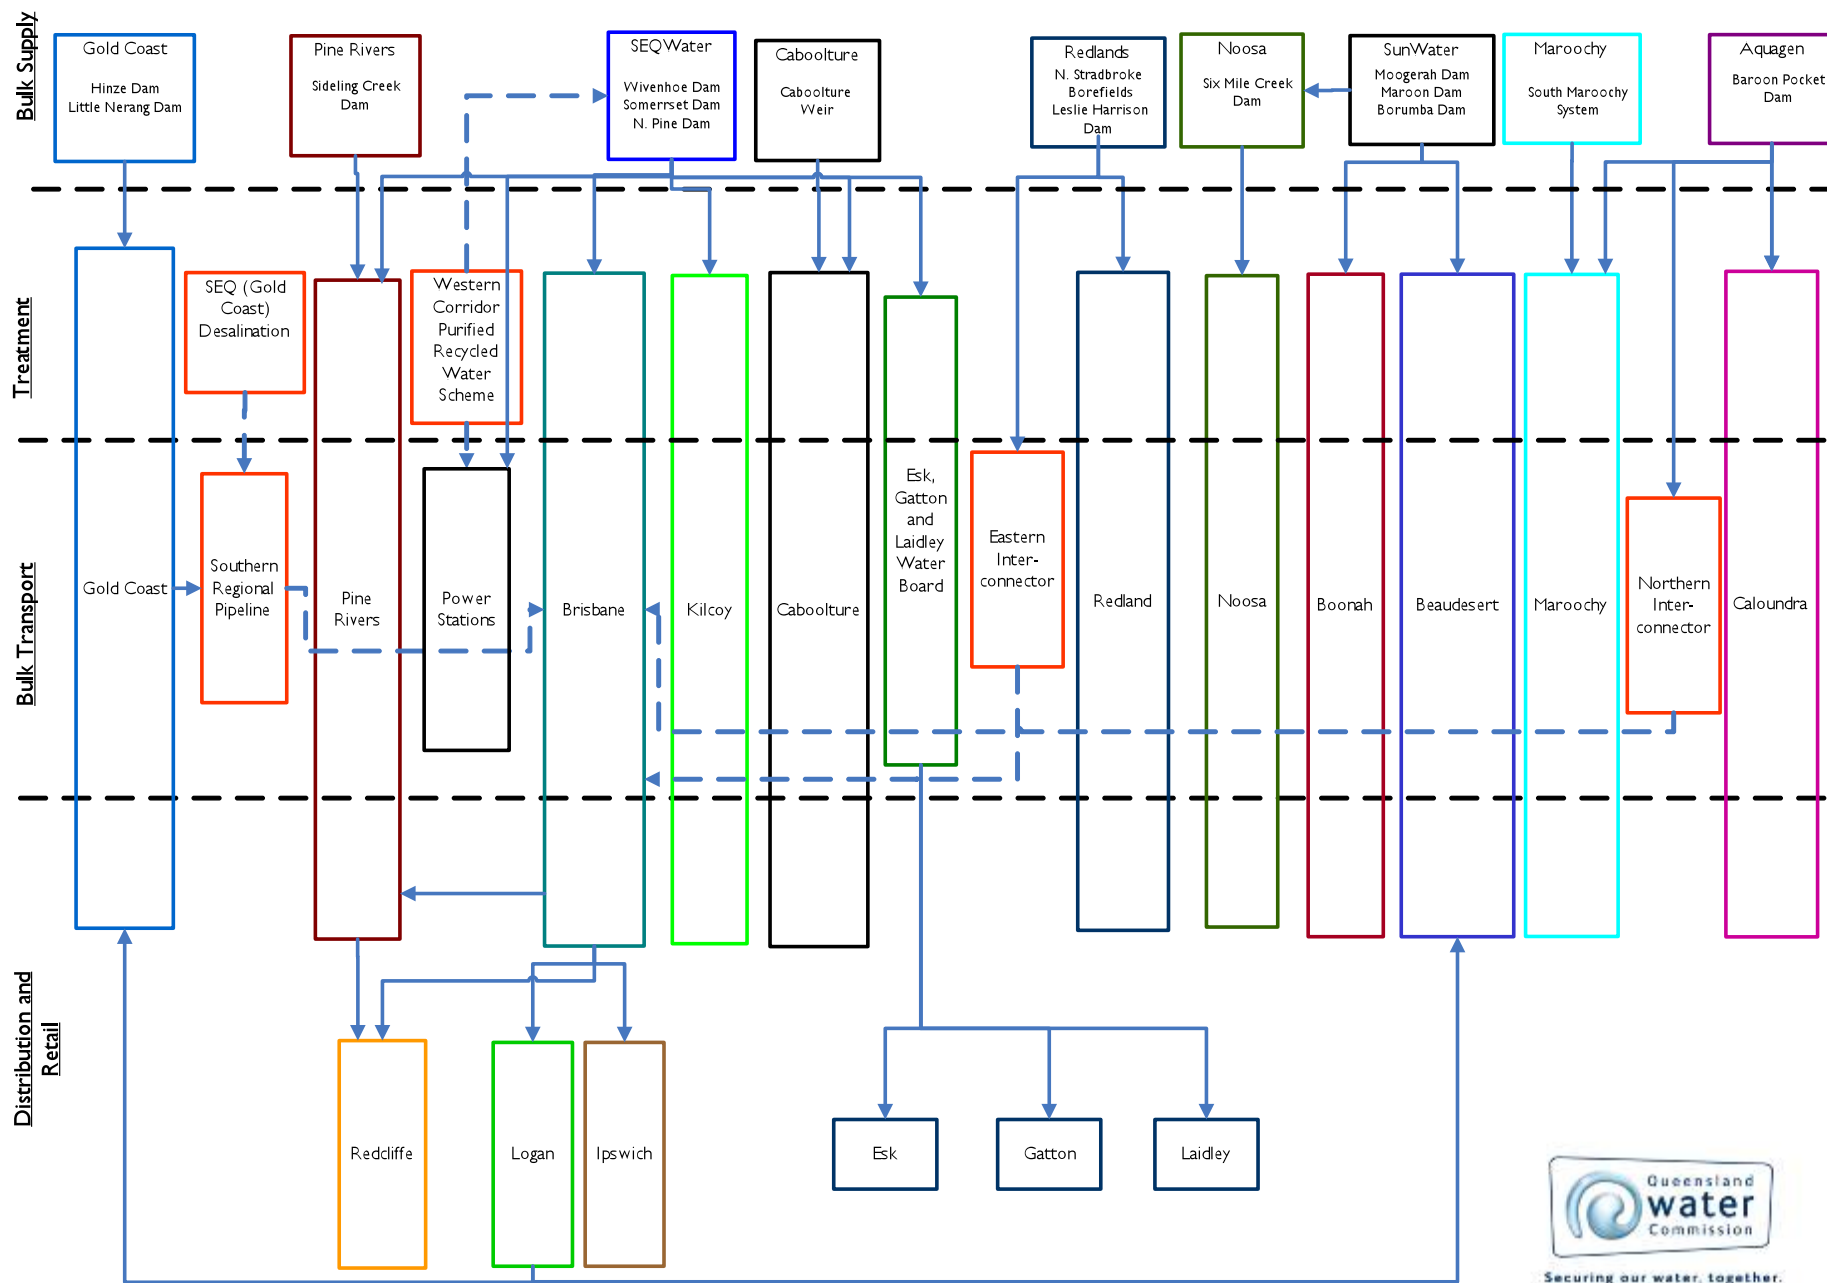 Bulk Supply
Gold Coast
Hinze Dam
Little Nerang Dam
Pine Rivers
Sideling Creek
Dam
SEQWater
Wivenhoe Dam
Somerrset Dam
N. Pine Dam
Caboolture
Caboolture
Weir
Redlands
N. Stradbroke
Borefields
Leslie Harrison
Dam
Noosa
Six Mile Creek
Dam
SunWater
Moogerah Dam
Maroon Dam
Borumba Dam
Maroochy
South Maroochy
System
Aquagen
Baroon Pocket
Dam
Treatment
SEQ (Gold
Coast)
Desalination
Western
Corridor
Purified
Recycled
Water
Scheme
Bulk Transport
Gold Coast
Southern
Regional
Pipeline
Pine
Rivers
Power
Stations
Brisbane
Kilcoy
Caboolture
Esk,
Gatton
and
Laidley
Water
Board
Eastern
Inter-
connector
Redland
Noosa
Boonah
Beaudesert
Maroochy
Northern
Inter-
connector
Caloundra
Distribution and
Retail
Redcliffe
Logan
Ipswich
Esk
Gatton
Laidley
Queensland
water
Commission
Securing our water, together.